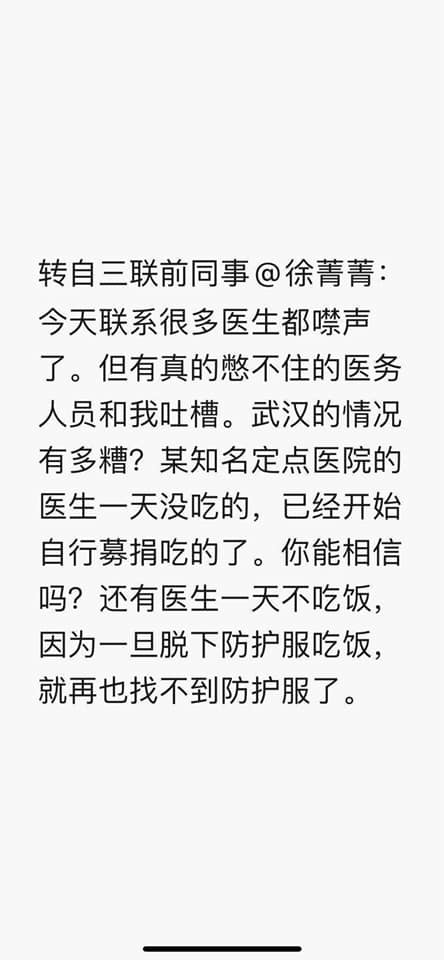 转自三联前同事@徐菁菁：
今天联系很多医生都噤声
了。但有真的憋不住的医务
人员和我吐槽。武汉的情况
有多糟？某知名定点医院的
医生一天没吃的，已经开始
自行募捐吃的了。你能相信
吗？还有医生一天不吃饭，
因为一旦脱下防护服吃饭，
就再也找不到防护服了。